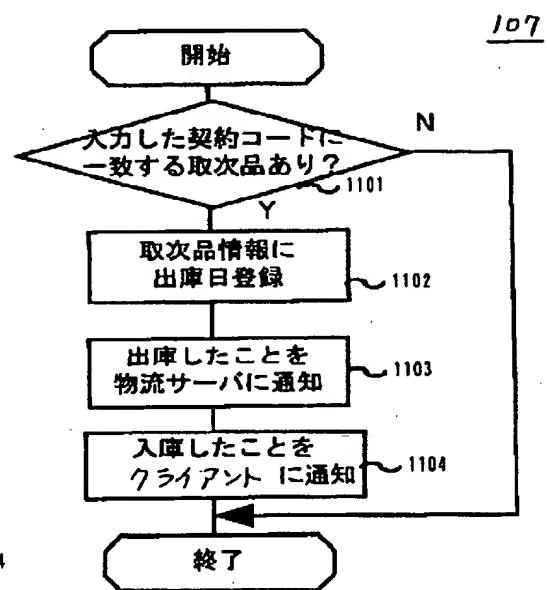 107
開始
入力した契約コードに
一致する取次品あり?
N
1101
Y
取次品情報に
出庫日登録
1102
出庫したことを
物流サーバに通知
1103
入庫したことを
クライアント に通知
1104
終了